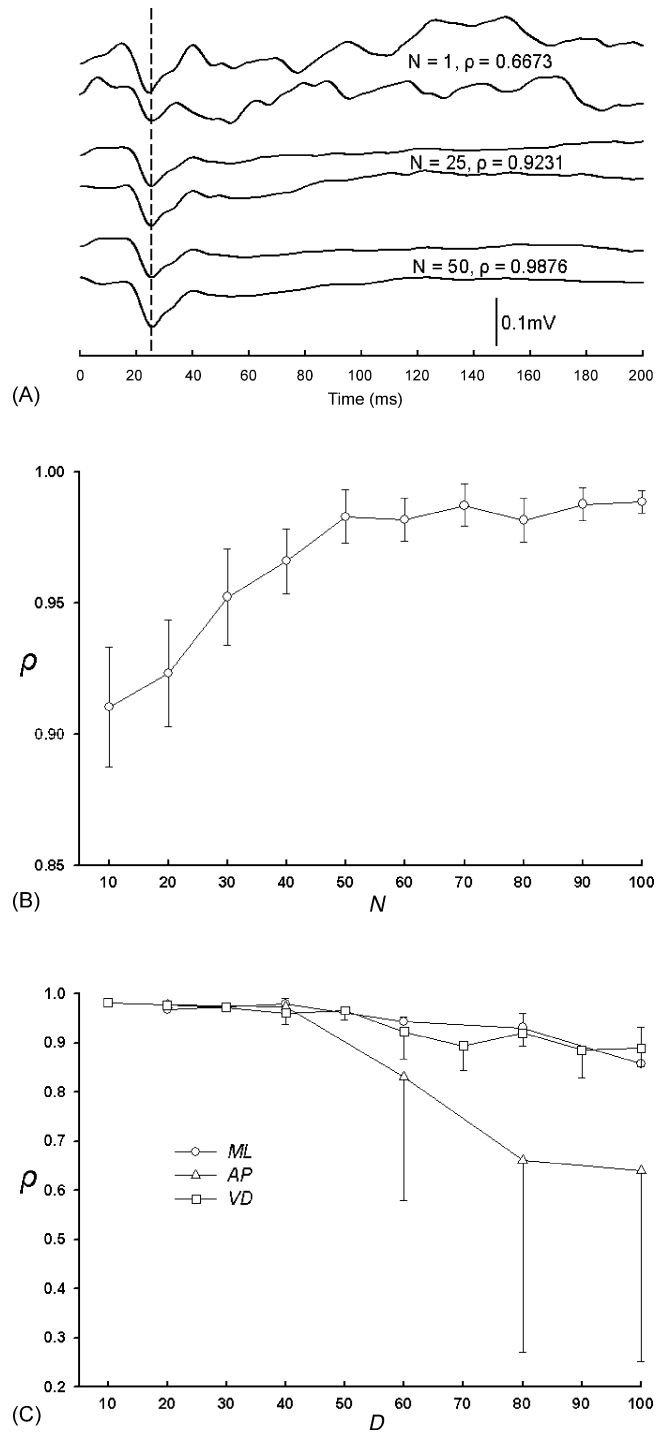 N = 1, ρ = 0.6673
N = 25, ρ = 0.9231
N = 50, ρ = 0.9876
0.1mV
0 20 40 60 80 100 120 140 160 180 200
Time (ms)
(A)
1.00
0.95
ρ
0.90
0.85
10 20 30 40 50 60 70 80 90 100
N
(B)
1.0
0.9
0.8
0.7
ML
AP
ρ
VD
0.6
0.5
0.4
0.3
0.2
10 20 30 40 50 60 70 80 90 100
D
(C)